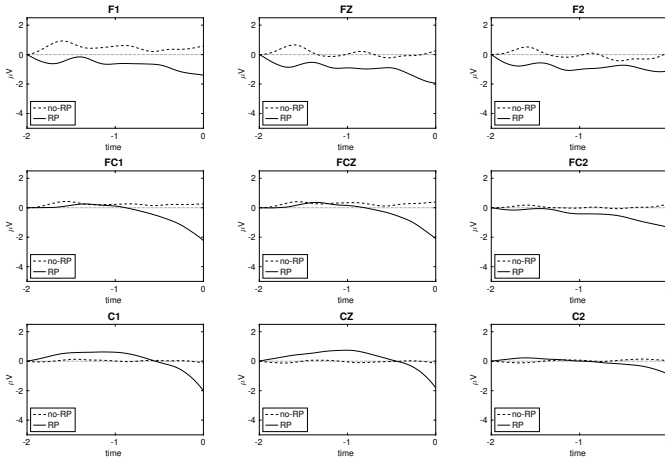 F1 FZ F2
2 2 2
0 0 0
-2 -2 -2
-4 -4 -4
μV μV μV
no-RP no-RP no-RP
RP RP RP
-2 -1 0 -2 -1 0 -2 -1
time time time
FC1 FCZ FC2
2 2 2
0 0 0
-2 -2 -2
-4 -4 -4
μV μV μV
no-RP no-RP no-RP
RP RP RP
-2 -1 0 -2 -1 0 -2 -1
time time time
C1 CZ C2
2 2 2
0 0 0
-2 -2 -2
-4 -4 -4
μV μV μV
no-RP no-RP no-RP
RP RP RP
-2 -1 0 -2 -1 0 -2 -1
time time time